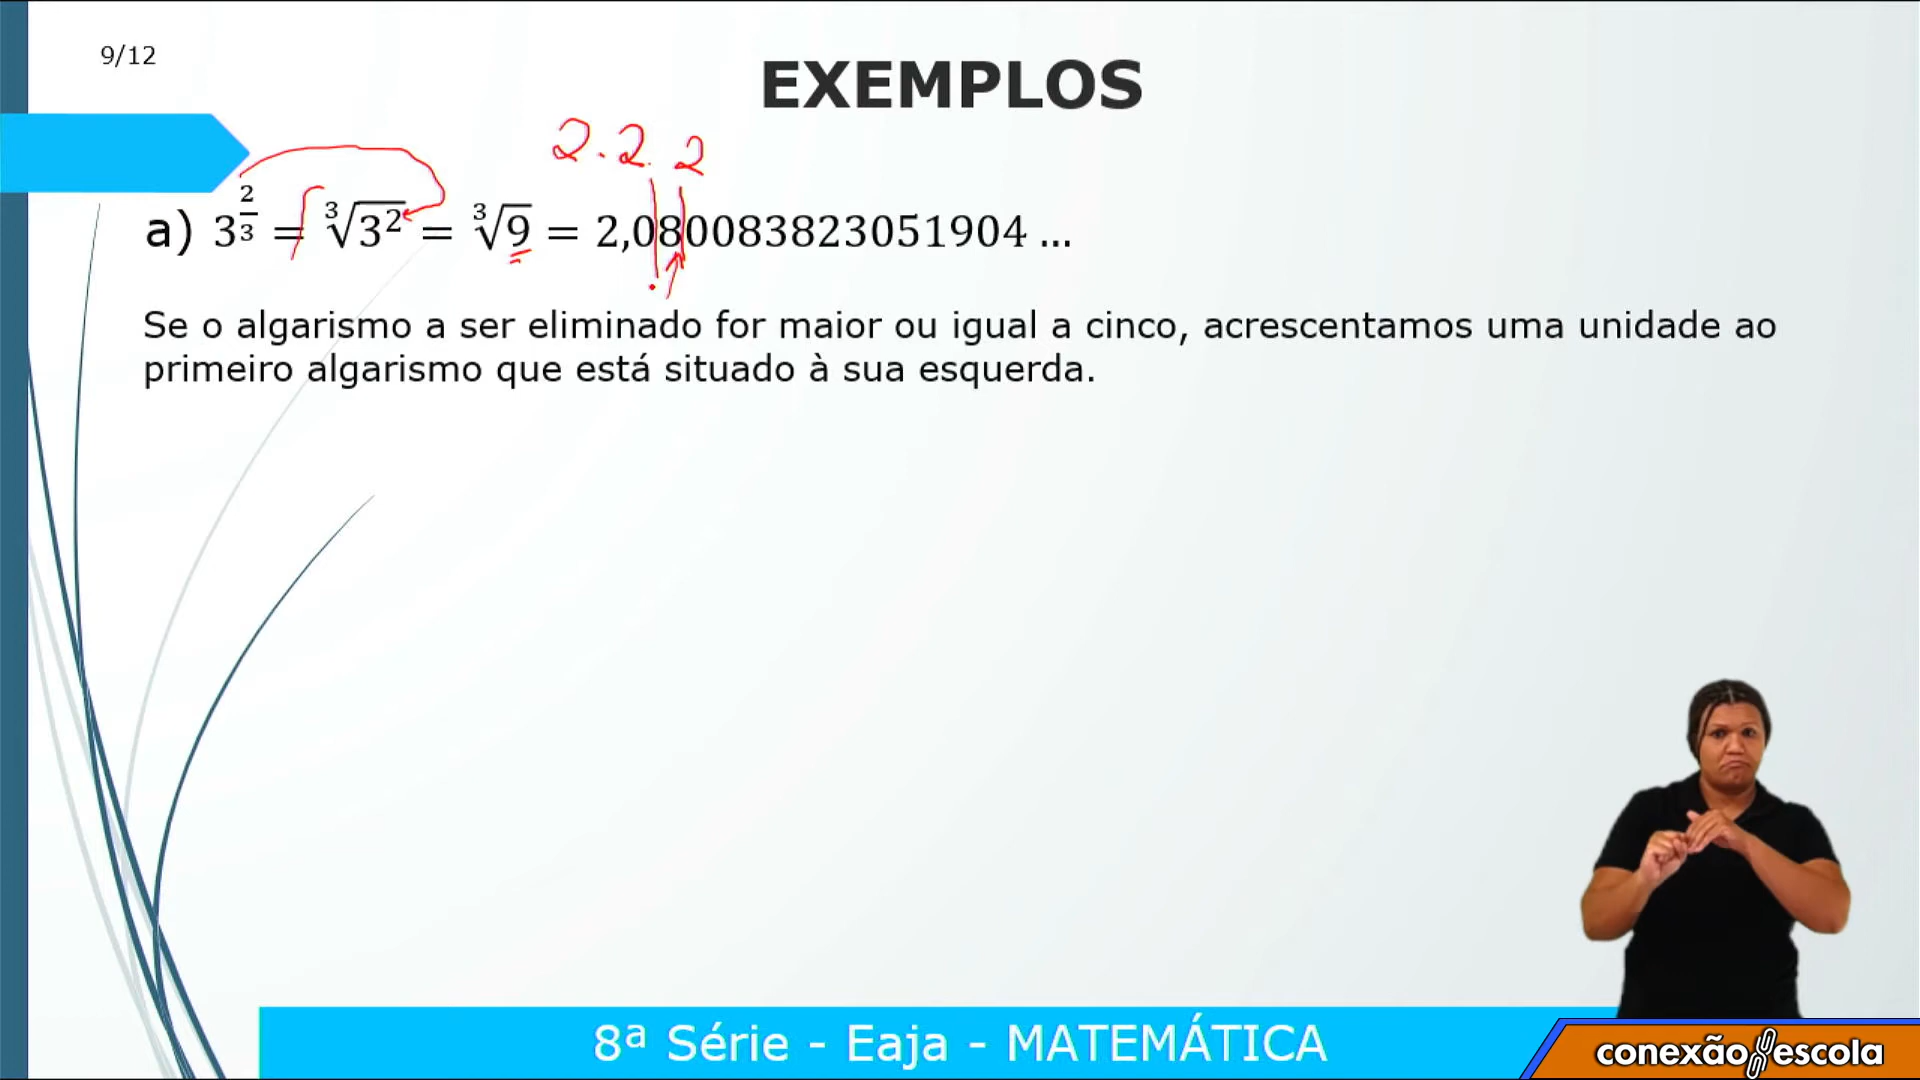 9/12
EXEMPLOS
2 . 2 . 2
a) 3^(2/3) = ∛3² = ∛9 = 2,080083823051904 ...
Se o algarismo a ser eliminado for maior ou igual a cinco, acrescentamos uma unidade ao
primeiro algarismo que está situado à sua esquerda.
8ª Série - Eaja - MATEMÁTICA
conexão escola